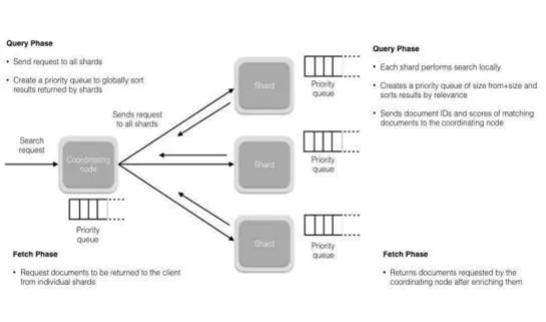 Query Phase
• Send request to all shards
• Create a priority queue to globally sort
results returned by shards
Sends request
to all shards
Search
request
Coordinating
node
Priority
queue
Fetch Phase
• Request documents to be returned to the client
from individual shards
Shard
Priority
queue
Shard
Priority
queue
Shard
Priority
queue
Query Phase
• Each shard performs search locally
• Creates a priority queue of size from+size and
sorts results by relevance
• Sends document IDs and scores of matching
documents to the coordinating node
Fetch Phase
• Returns documents requested by the
coordinating node after enriching them